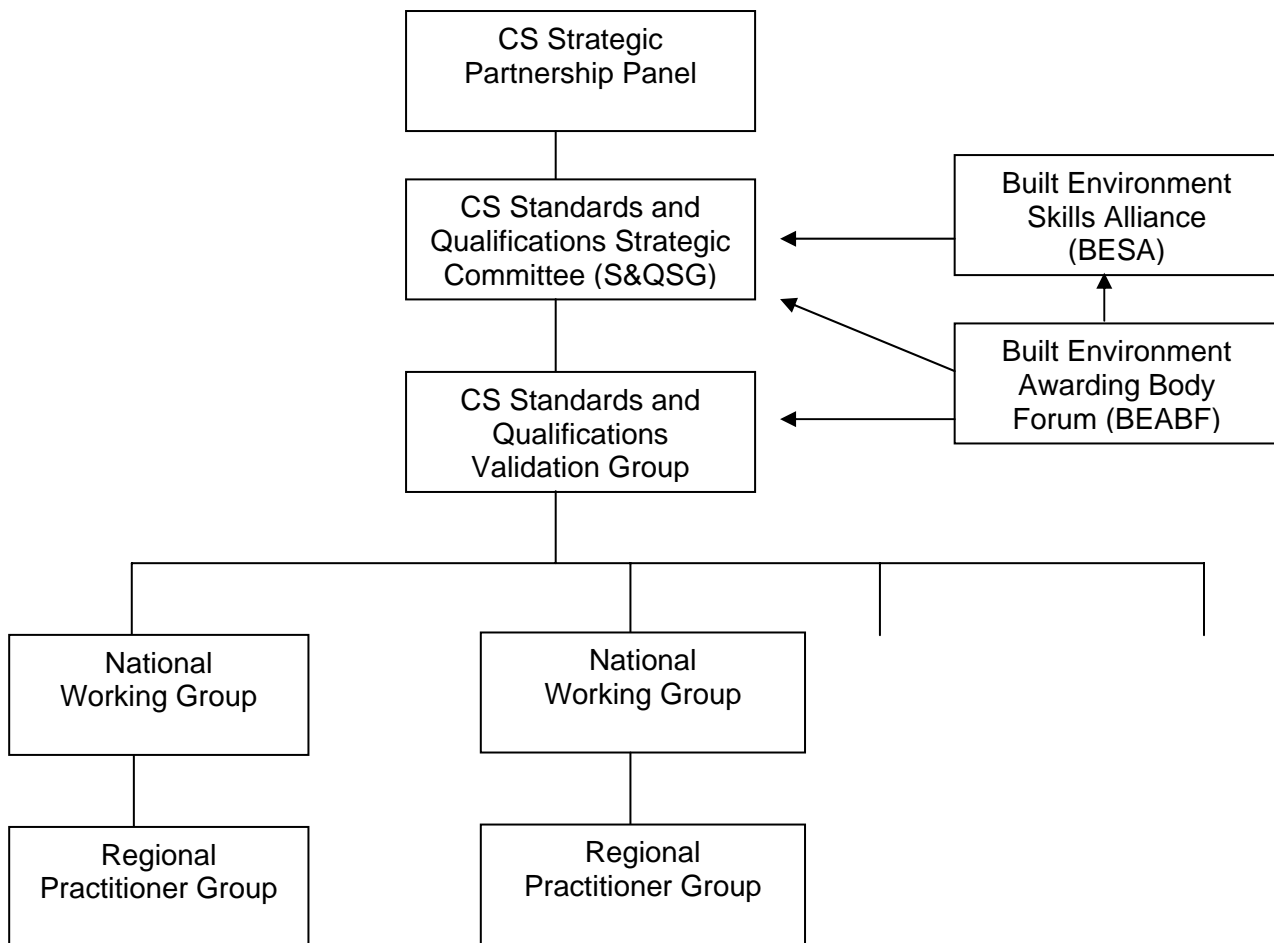 CS Strategic
Partnership Panel
CS Standards and
Qualifications Strategic
Committee (S&QSG)
Built Environment
Skills Alliance
(BESA)
Built Environment
Awarding Body
Forum (BEABF)
CS Standards and
Qualifications
Validation Group
National
Working Group
National
Working Group
Regional
Practitioner Group
Regional
Practitioner Group